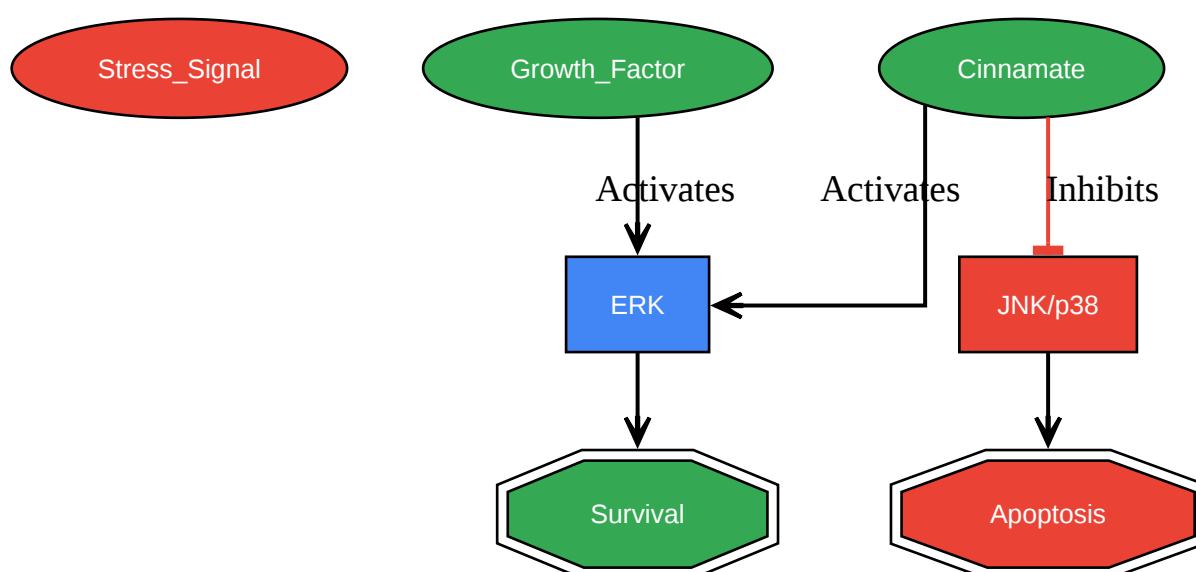 Stress_Signal
Growth_Factor
Cinnamate
Activates
Activates
Inhibits
ERK
JNK/p38
Survival
Apoptosis